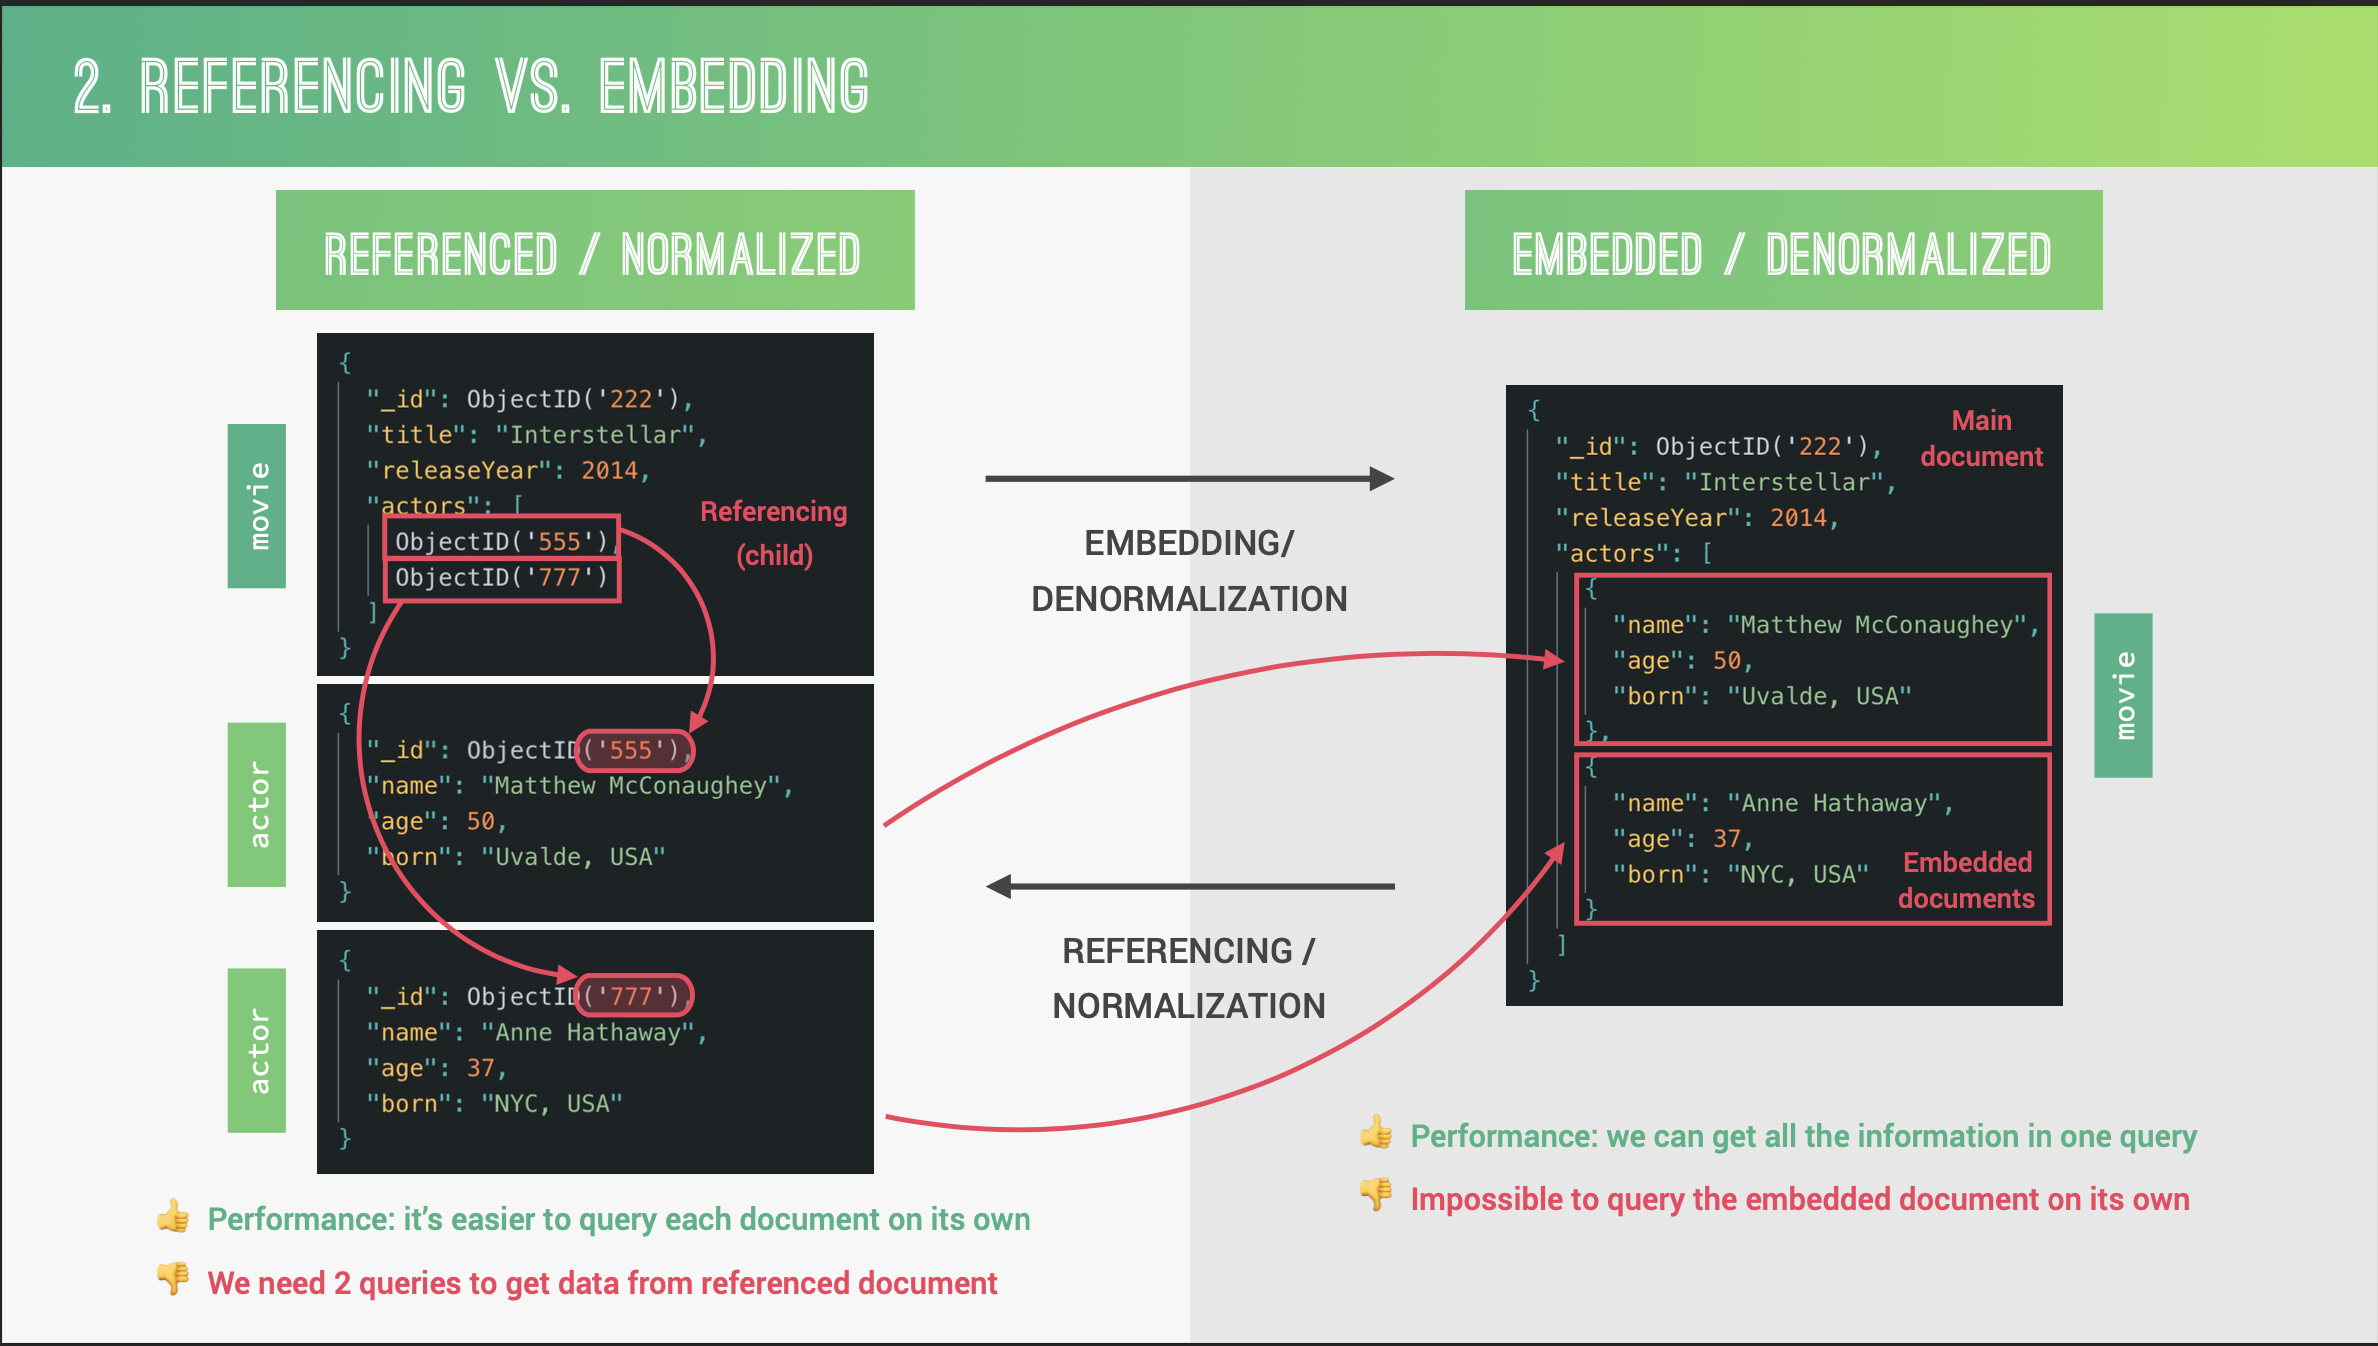 2. REFERENCING VS. EMBEDDING
REFERENCED / NORMALIZED
movie
{
"_id": ObjectID('222'),
"title": "Interstellar",
"releaseYear": 2014,
"actors": [
ObjectID('555'),
ObjectID('777')
]
}
Referencing
(child)
actor
{
"_id": ObjectID('555'),
"name": "Matthew McConaughey",
"age": 50,
"born": "Uvalde, USA"
}
actor
{
"_id": ObjectID('777'),
"name": "Anne Hathaway",
"age": 37,
"born": "NYC, USA"
}
👍 Performance: it's easier to query each document on its own
👎 We need 2 queries to get data from referenced document
EMBEDDING/
DENORMALIZATION
REFERENCING /
NORMALIZATION
EMBEDDED / DENORMALIZED
{
"_id": ObjectID('222'),
"title": "Interstellar",
"releaseYear": 2014,
"actors": [
{
"name": "Matthew McConaughey",
"age": 50,
"born": "Uvalde, USA"
},
{
"name": "Anne Hathaway",
"age": 37,
"born": "NYC, USA"
}
]
}
Main
document
Embedded
documents
movie
👍 Performance: we can get all the information in one query
👎 Impossible to query the embedded document on its own